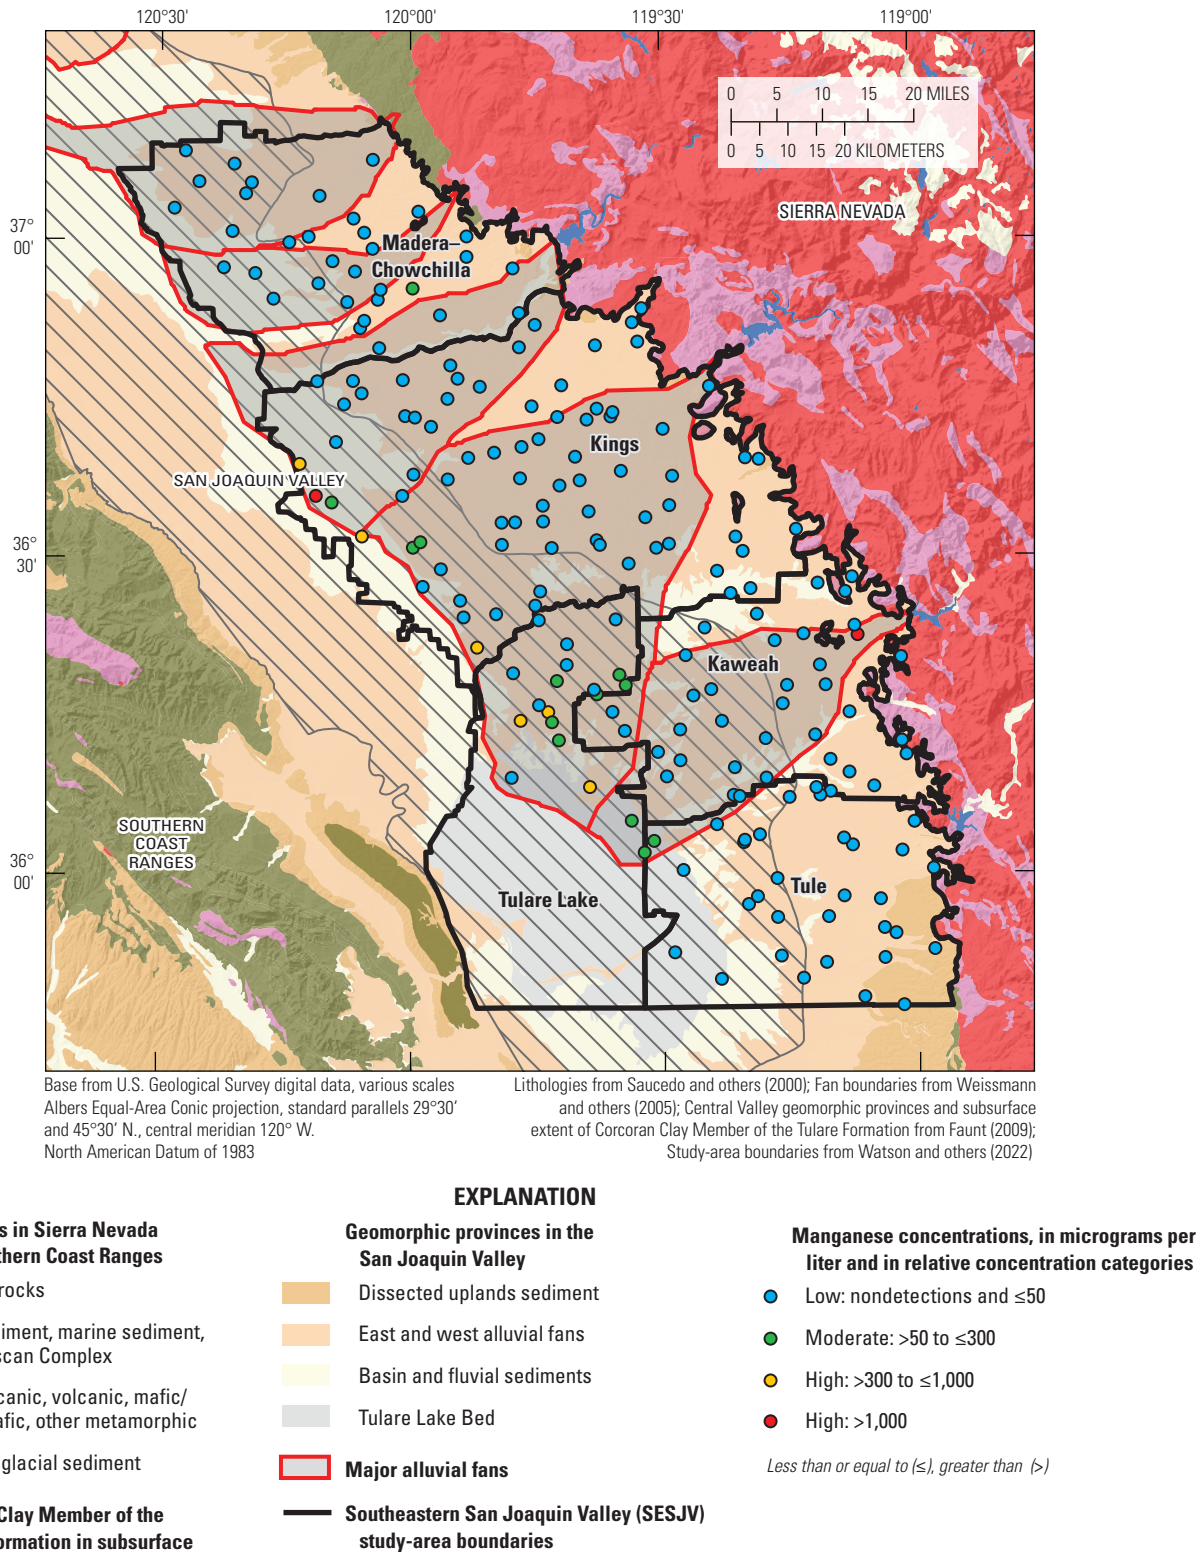 120°30'
120°00'
119°30'
119°00'
0 5 10 15 20 MILES
0 5 10 15 20 KILOMETERS
SIERRA NEVADA
37°
00'
Madera–
Chowchilla
Kings
SAN JOAQUIN VALLEY
36°
30'
Kaweah
SOUTHERN
COAST
RANGES
36°
00'
Tulare Lake
Tule
Base from U.S. Geological Survey digital data, various scales
Albers Equal-Area Conic projection, standard parallels 29°30'
and 45°30' N., central meridian 120° W.
North American Datum of 1983
Lithologies from Saucedo and others (2000); Fan boundaries from Weissmann
and others (2005); Central Valley geomorphic provinces and subsurface
extent of Corcoran Clay Member of the Tulare Formation from Faunt (2009);
Study-area boundaries from Watson and others (2022)
EXPLANATION
s in Sierra Nevada
thern Coast Ranges
rocks
iment, marine sediment,
scan Complex
canic, volcanic, mafic/
afic, other metamorphic
glacial sediment
Clay Member of the
ormation in subsurface
Geomorphic provinces in the
San Joaquin Valley
Dissected uplands sediment
East and west alluvial fans
Basin and fluvial sediments
Tulare Lake Bed
Major alluvial fans
Southeastern San Joaquin Valley (SESJV)
study-area boundaries
Manganese concentrations, in micrograms per
liter and in relative concentration categories
Low: nondetections and ≤50
Moderate: >50 to ≤300
High: >300 to ≤1,000
High: >1,000
Less than or equal to (≤), greater than (>)